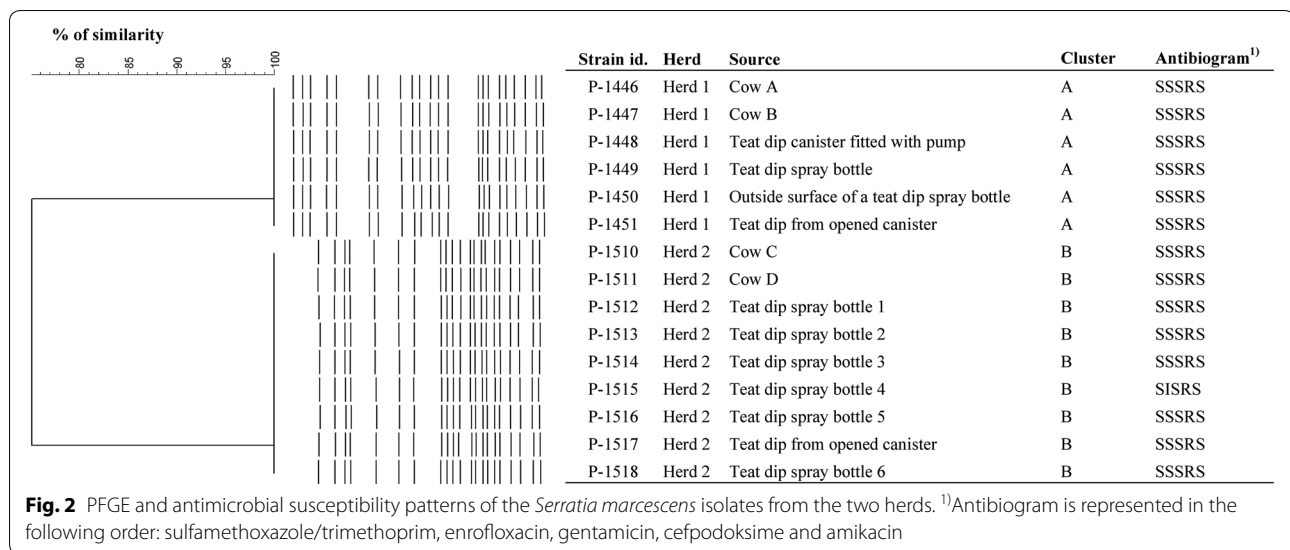 % of similarity
80 85 90 95 100
Strain id. Herd Source Cluster Antibiogram1)
P-1446 Herd 1 Cow A A SSSRS
P-1447 Herd 1 Cow B A SSSRS
P-1448 Herd 1 Teat dip canister fitted with pump A SSSRS
P-1449 Herd 1 Teat dip spray bottle A SSSRS
P-1450 Herd 1 Outside surface of a teat dip spray bottle A SSSRS
P-1451 Herd 1 Teat dip from opened canister A SSSRS
P-1510 Herd 2 Cow C B SSSRS
P-1511 Herd 2 Cow D B SSSRS
P-1512 Herd 2 Teat dip spray bottle 1 B SSSRS
P-1513 Herd 2 Teat dip spray bottle 2 B SSSRS
P-1514 Herd 2 Teat dip spray bottle 3 B SSSRS
P-1515 Herd 2 Teat dip spray bottle 4 B SISRS
P-1516 Herd 2 Teat dip spray bottle 5 B SSSRS
P-1517 Herd 2 Teat dip from opened canister B SSSRS
P-1518 Herd 2 Teat dip spray bottle 6 B SSSRS
Fig. 2 PFGE and antimicrobial susceptibility patterns of the Serratia marcescens isolates from the two herds. 1)Antibiogram is represented in the
following order: sulfamethoxazole/trimethoprim, enrofloxacin, gentamicin, cefpodoksime and amikacin